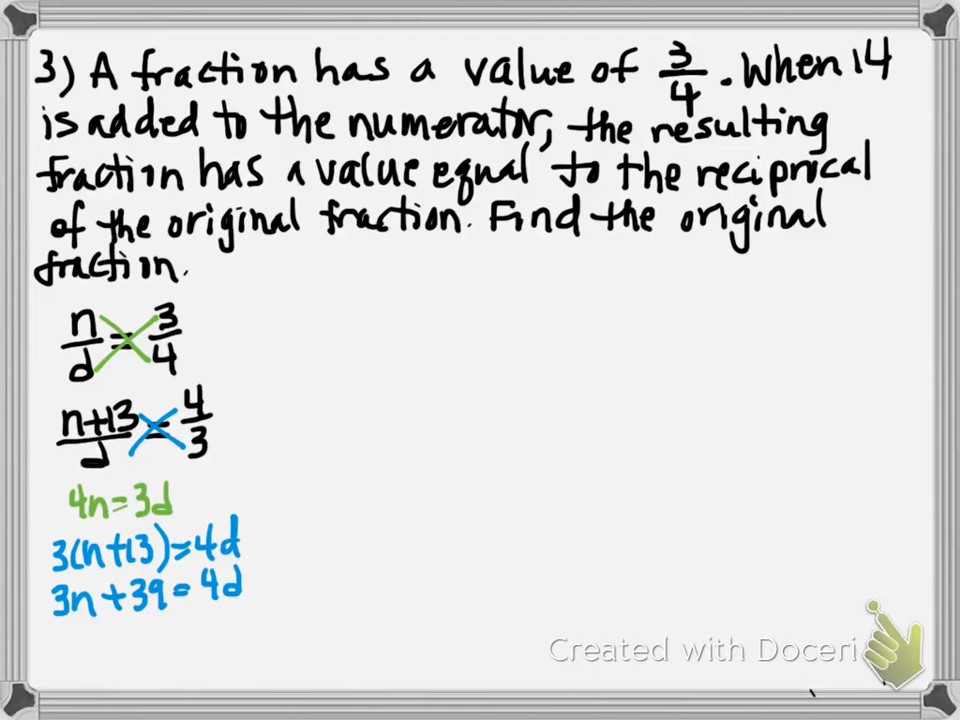 3) A fraction has a value of 3/4. When 14
is added to the numerator, the resulting
fraction has a value equal to the reciprocal
of the original fraction. Find the original
fraction.
n/d = 3/4
n+13/d = 4/3
4n=3d
3(n+13)=4d
3n+39=4d
Created with Doceri